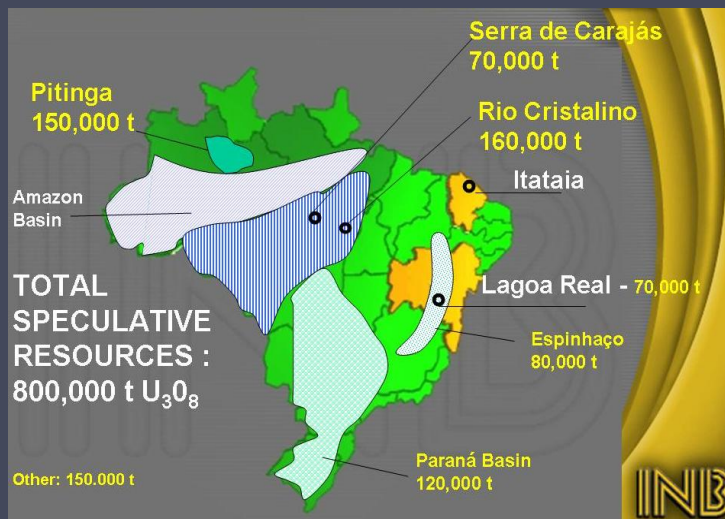 Serra de Carajás
70,000 t
Pitinga
150,000 t
Rio Cristalino
160,000 t
Itataia
Amazon
Basin
TOTAL
SPECULATIVE
RESOURCES :
800,000 t U₃0₈
Lagoa Real - 70,000 t
Espinhaço
80,000 t
Paraná Basin
120,000 t
Other: 150.000 t
INB